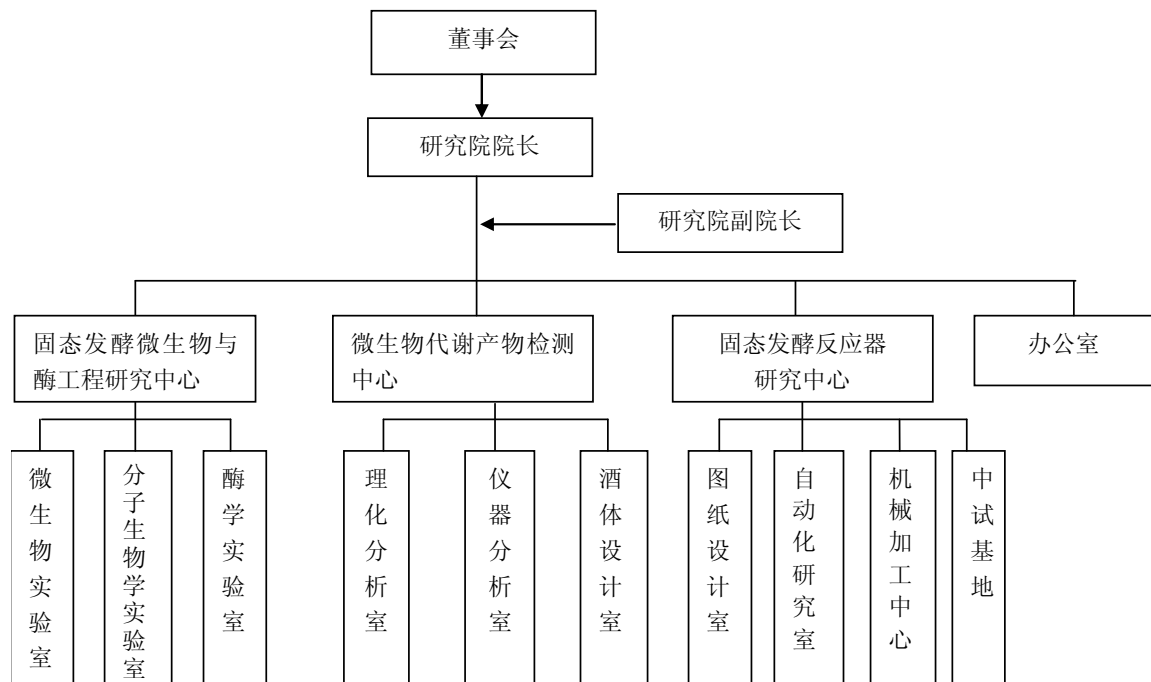 董事会
研究院院长
研究院副院长
固态发酵微生物与
酶工程研究中心
微生物代谢产物检测
中心
固态发酵反应器
研究中心
办公室
微生物实验室
分子生物学实验室
酶学实验室
理化分析室
仪器分析室
酒体设计室
图纸设计室
自动化研究室
机械加工中心
中试基地